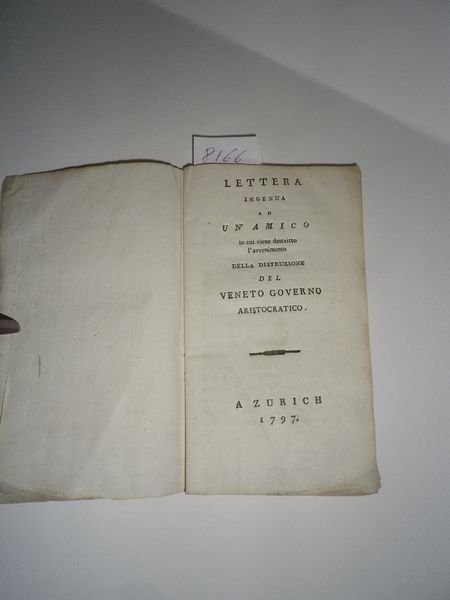 8166
LETTERA
INGENUA
AD
UN'AMICO
in cui viene descritto
l'avvenimento
DELLA DISTRUZIONE
DEL
VENETO GOVERNO
ARISTOCRATICO.
A ZURICH
1797.